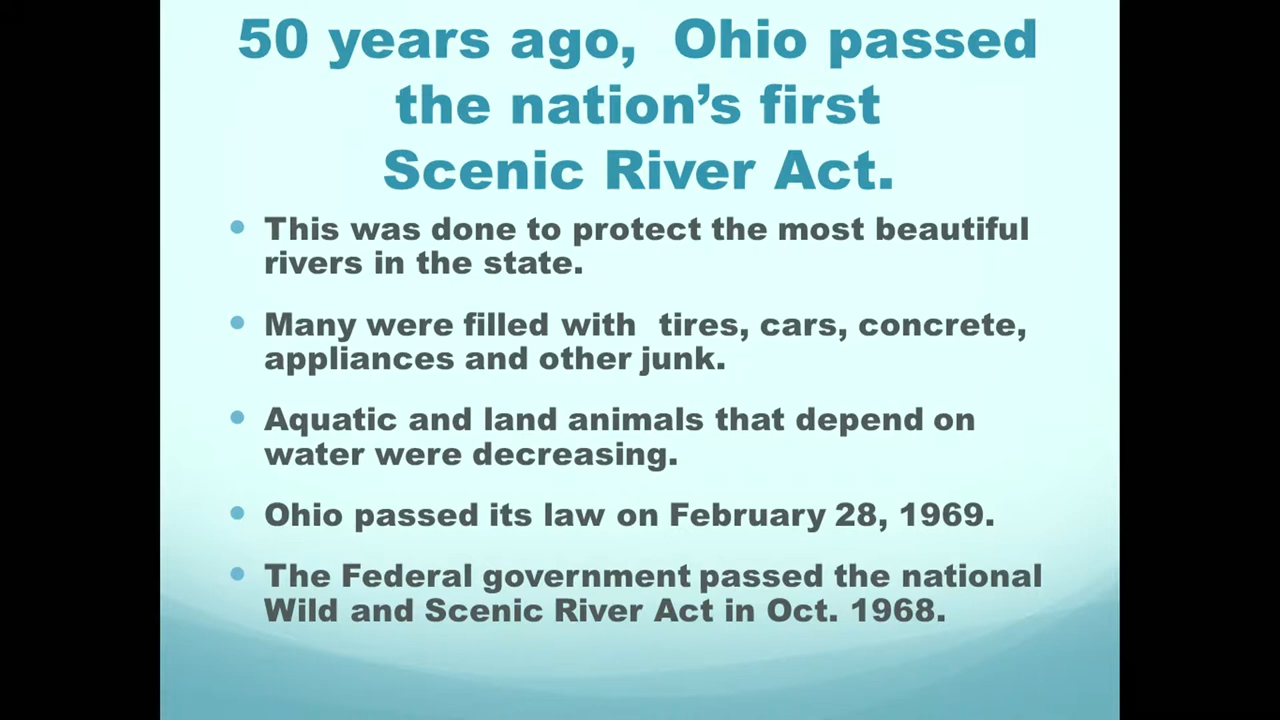 50 years ago,  Ohio passed
the nation’s first
Scenic River Act.
• This was done to protect the most beautiful
rivers in the state.
• Many were filled with  tires, cars, concrete,
appliances and other junk.
• Aquatic and land animals that depend on
water were decreasing.
• Ohio passed its law on February 28, 1969.
• The Federal government passed the national
Wild and Scenic River Act in Oct. 1968.